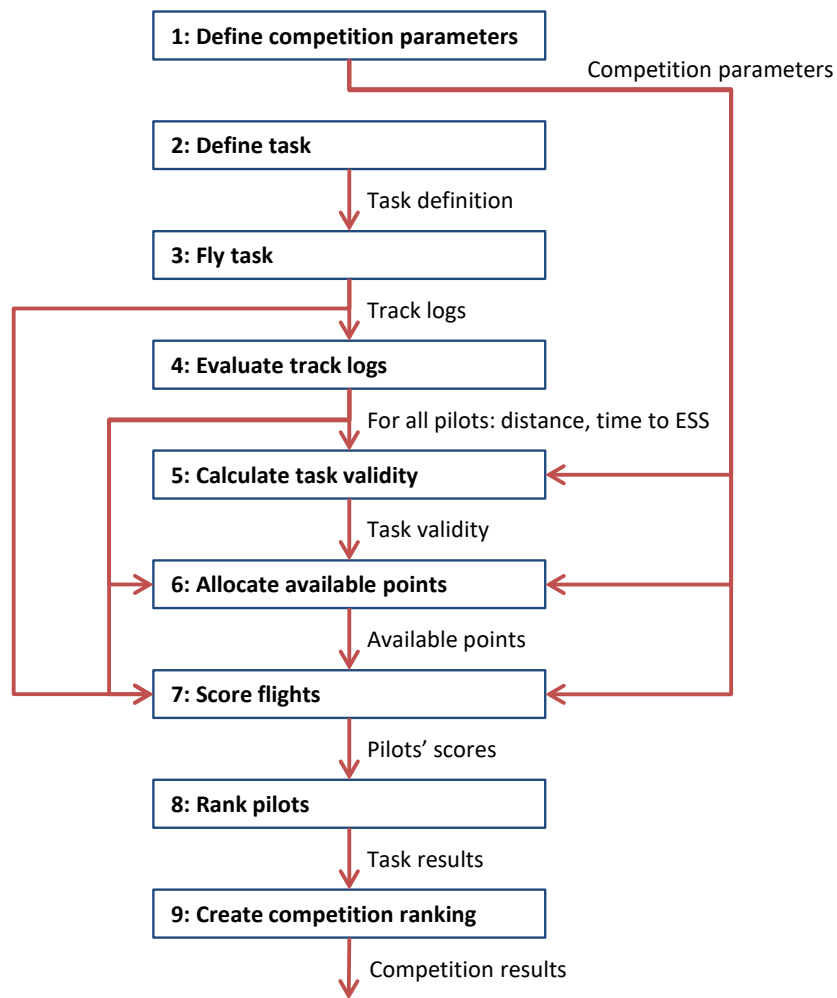 1: Define competition parameters
Competition parameters
2: Define task
Task definition
3: Fly task
Track logs
4: Evaluate track logs
For all pilots: distance, time to ESS
5: Calculate task validity
Task validity
6: Allocate available points
Available points
7: Score flights
Pilots’ scores
8: Rank pilots
Task results
9: Create competition ranking
Competition results